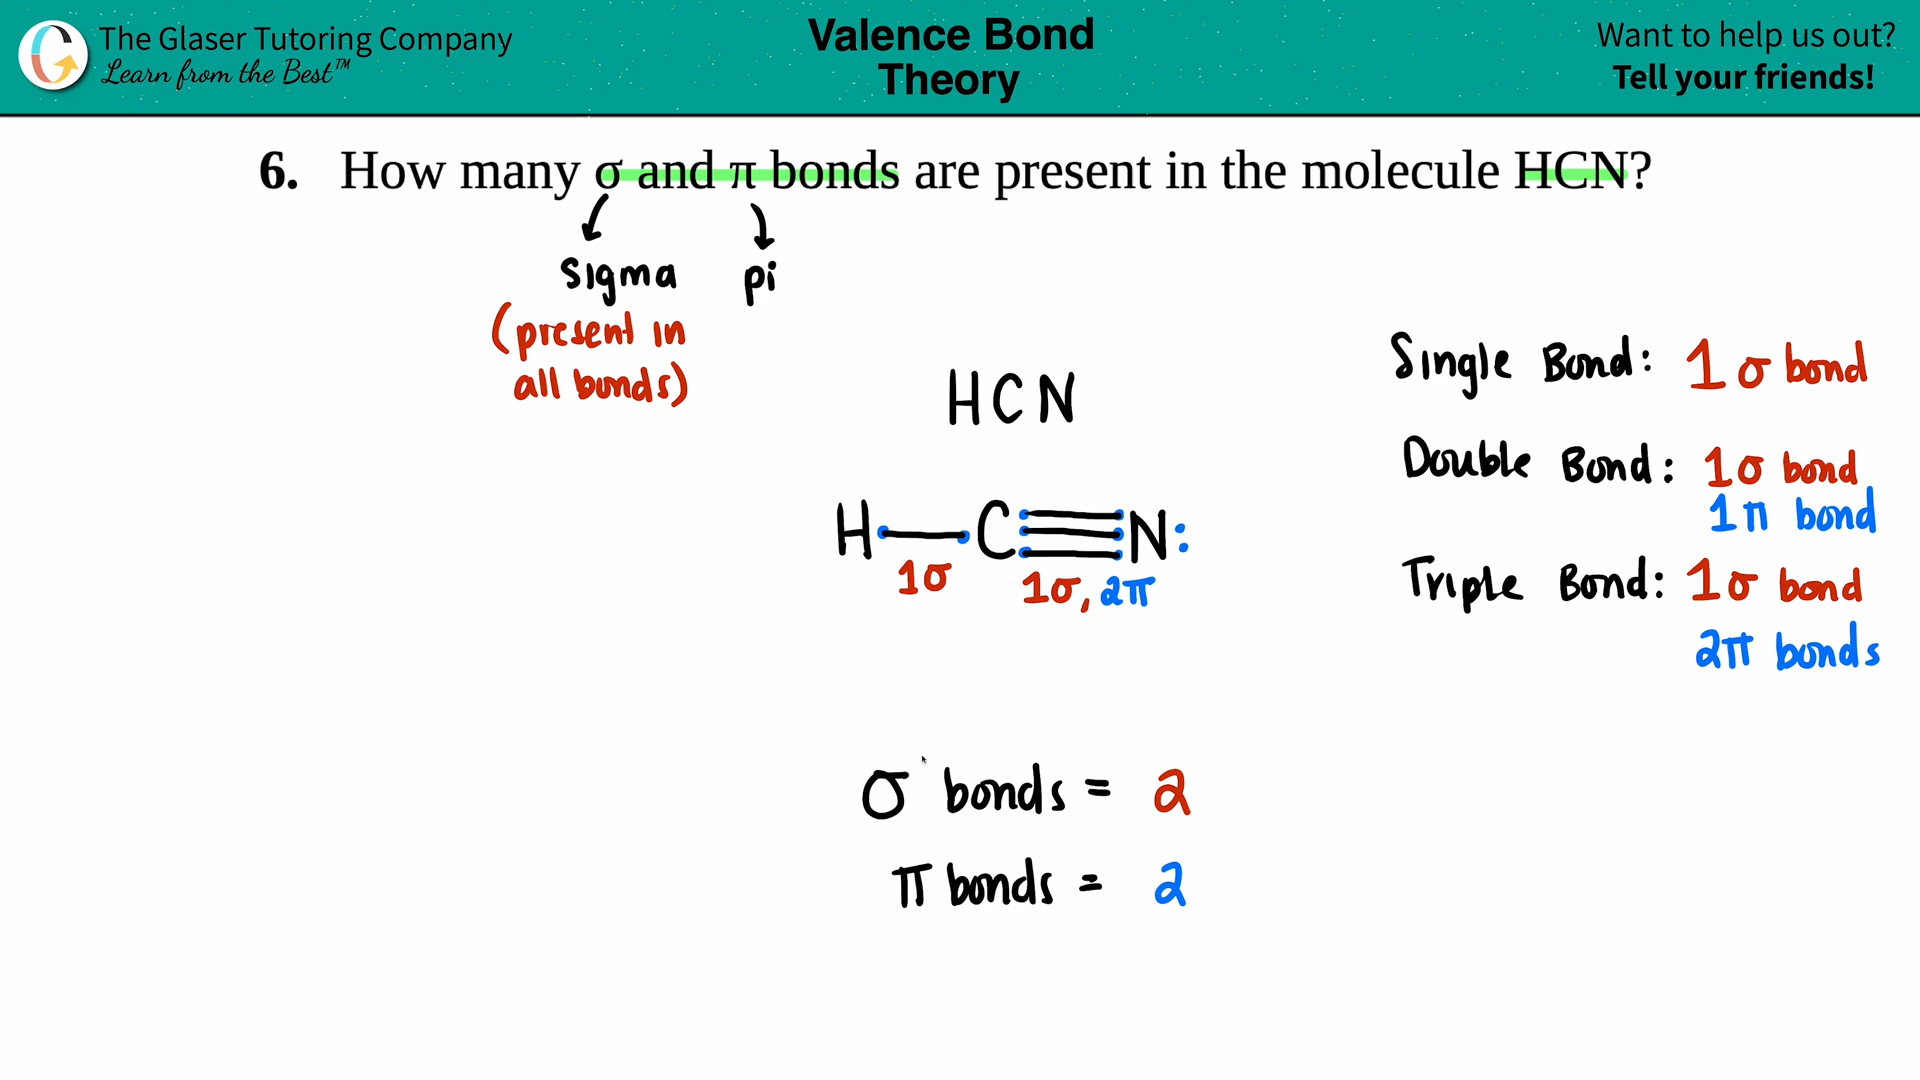 The Glaser Tutoring Company
Learn from the Best™
Valence Bond
Theory
Want to help us out?
Tell your friends!
6. How many σ and π bonds are present in the molecule HCN?
sigma pi
(present in
all bonds)
HCN
H—C≡N:
1σ 1σ, 2π
Single Bond: 1 σ bond
Double Bond: 1σ bond
1π bond
Triple Bond: 1σ bond
2π bonds
σ bonds = 2
π bonds = 2